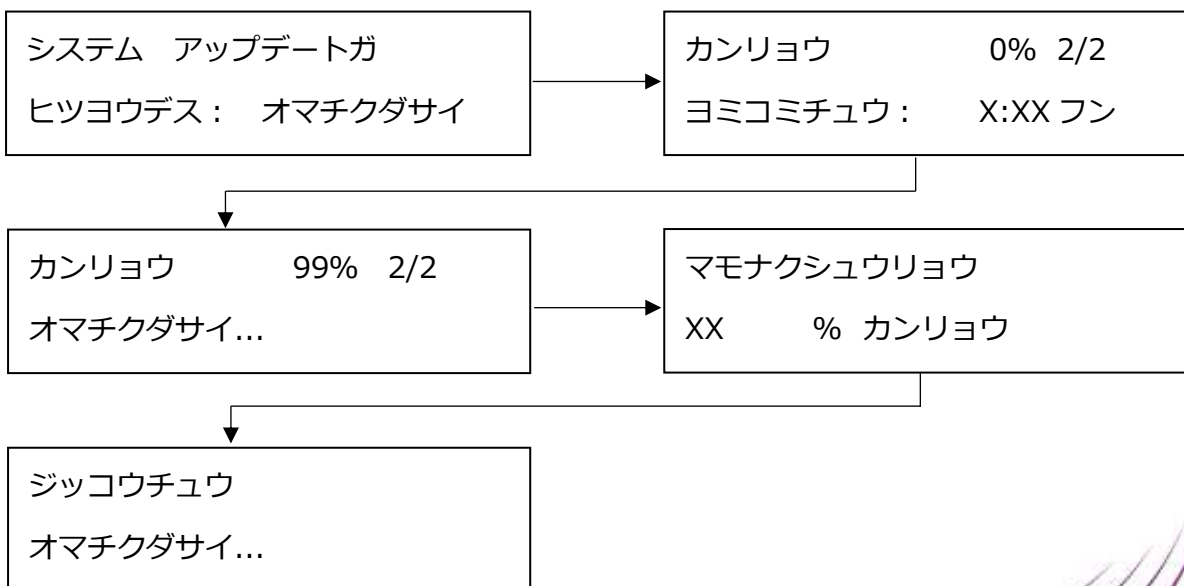 システム　アップデートガ
ヒツヨウデス：　オマチクダサイ
カンリョウ　　　　0%  2/2
ヨミコミチュウ：　　X:XX フン
カンリョウ　　　　99%  2/2
オマチクダサイ…
マモナクシュウリョウ
XX　　　%  カンリョウ
ジッコウチュウ
オマチクダサイ…